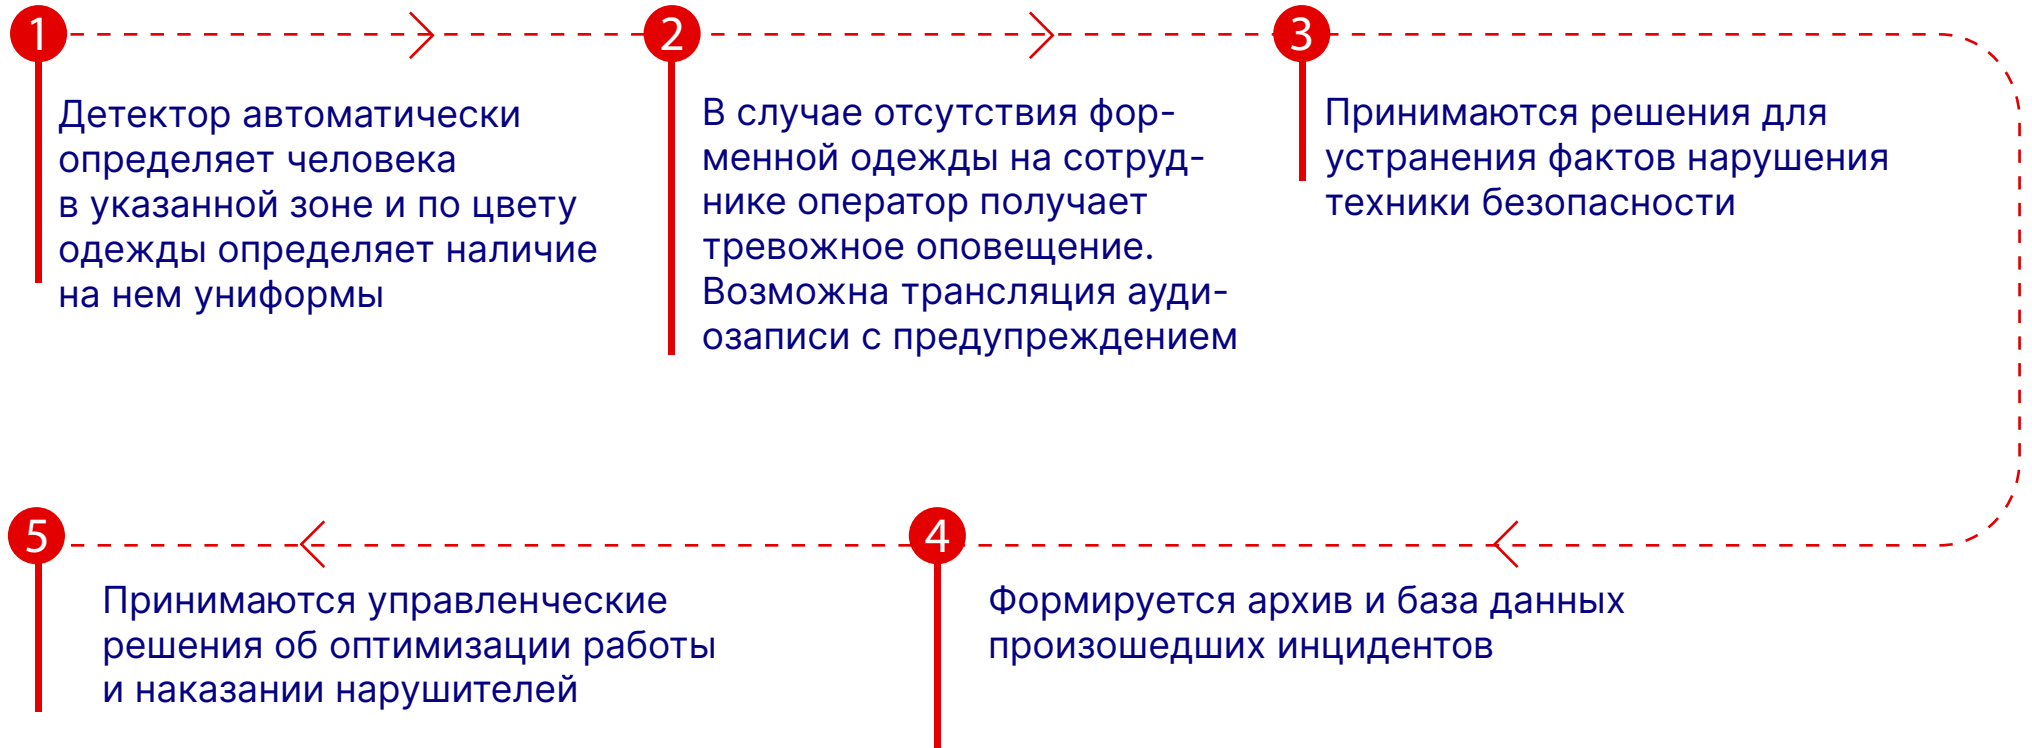 1
Детектор автоматически
определяет человека
в указанной зоне и по цвету
одежды определяет наличие
на нем униформы
2
В случае отсутствия фор-
менной одежды на сотруд-
нике оператор получает
тревожное оповещение.
Возможна трансляция ауди-
озаписи с предупреждением
3
Принимаются решения для
устранения фактов нарушения
техники безопасности
4
Формируется архив и база данных
произошедших инцидентов
5
Принимаются управленческие
решения об оптимизации работы
и наказании нарушителей